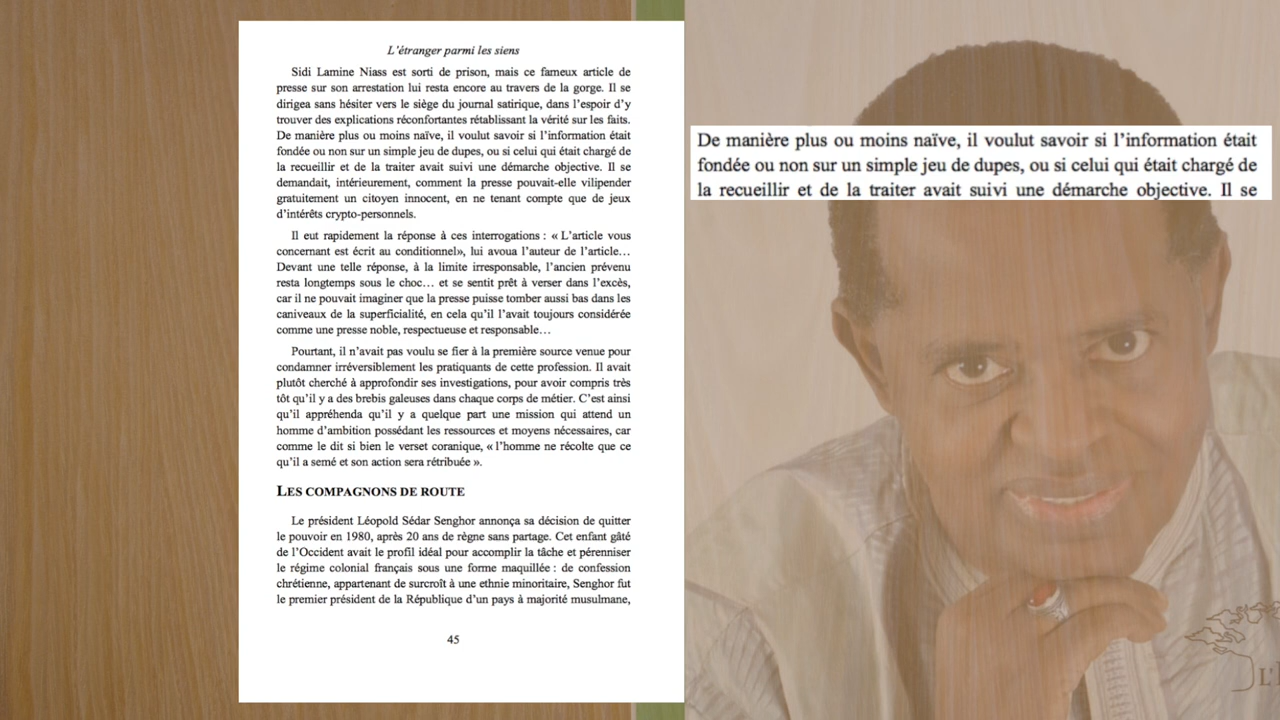 L'étranger parmi les siens
Sidi Lamine Niass est sorti de prison, mais ce fameux article de
presse sur son arrestation lui resta encore au travers de la gorge. Il se
dirigea sans hésiter vers le siège du journal satirique, dans l'espoir d'y
trouver des explications réconfortantes rétablissant la vérité sur les faits.
De manière plus ou moins naïve, il voulut savoir si l'information était
fondée ou non sur un simple jeu de dupes, ou si celui qui était chargé de
la recueillir et de la traiter avait suivi une démarche objective. Il se
demandait, intérieurement, comment la presse pouvait-elle vilipender
gratuitement un citoyen innocent, en ne tenant compte que de jeux
d'intérêts crypto-personnels.
Il eut rapidement la réponse à ces interrogations : « L'article vous
concernant est écrit au conditionnel», lui avoua l'auteur de l'article…
Devant une telle réponse, à la limite irresponsable, l'ancien prévenu
resta longtemps sous le choc… et se sentit prêt à verser dans l'excès,
car il ne pouvait imaginer que la presse puisse tomber aussi bas dans les
caniveaux de la superficialité, en cela qu'il l'avait toujours considérée
comme une presse noble, respectueuse et responsable…
Pourtant, il n'avait pas voulu se fier à la première source venue pour
condamner irréversiblement les pratiquants de cette profession. Il avait
plutôt cherché à approfondir ses investigations, pour avoir compris très
tôt qu'il y a des brebis galeuses dans chaque corps de métier. C'est ainsi
qu'il appréhenda qu'il y a quelque part une mission qui attend un
homme d'ambition possédant les ressources et moyens nécessaires, car
comme le dit si bien le verset coranique, « l'homme ne récolte que ce
qu'il a semé et son action sera rétribuée ».
LES COMPAGNONS DE ROUTE
Le président Léopold Sédar Senghor annonça sa décision de quitter
le pouvoir en 1980, après 20 ans de règne sans partage. Cet enfant gâté
de l'Occident avait le profil idéal pour accomplir la tâche et pérenniser
le régime colonial français sous une forme maquillée : de confession
chrétienne, appartenant de surcroît à une ethnie minoritaire, Senghor fut
le premier président de la République d'un pays à majorité musulmane,
45
De manière plus ou moins naïve, il voulut savoir si l'information était
fondée ou non sur un simple jeu de dupes, ou si celui qui était chargé de
la recueillir et de la traiter avait suivi une démarche objective. Il se